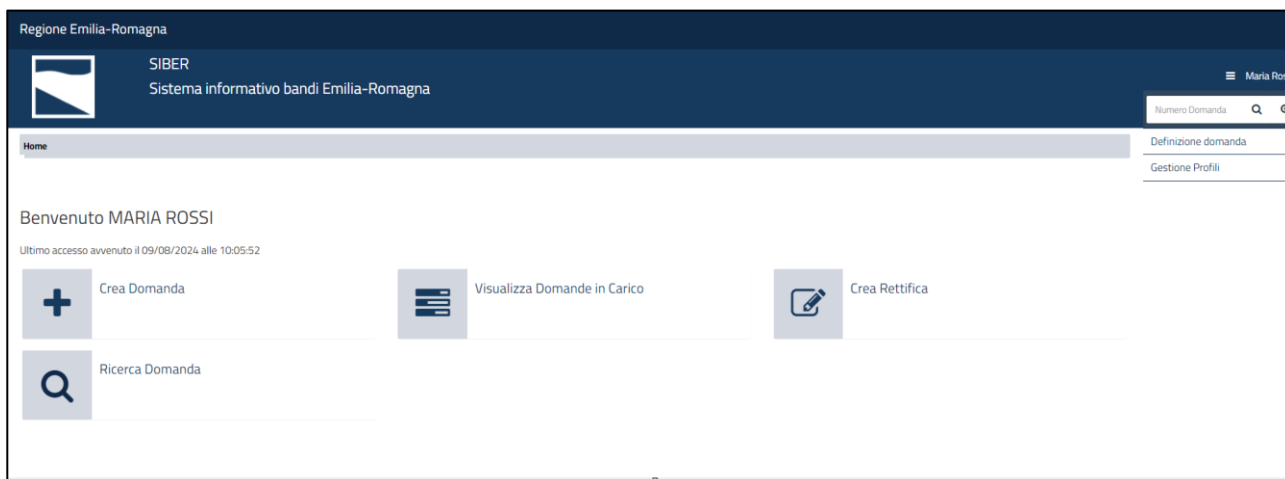 Regione Emilia-Romagna
SIBER
Sistema informativo bandi Emilia-Romagna
Maria
Numero Domanda
Home
Definizione domanda
Gestione Profili
Benvenuto MARIA ROSSI
Ultimo accesso avvenuto il 09/08/2024 alle 10:05:52
Crea Domanda
Visualizza Domande in Carico
Crea Rettifica
Ricerca Domanda